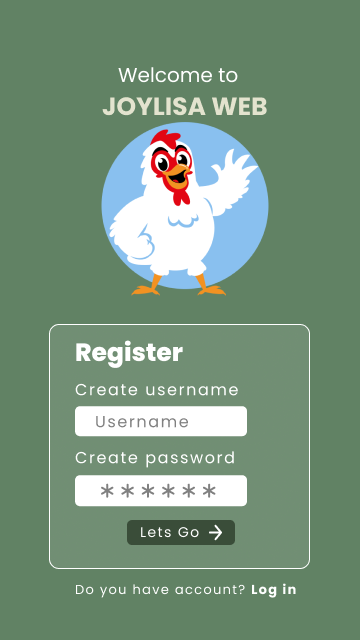 Welcome to
JOYLISA WEB
Register
Create username
Username
Create password
******
Lets Go →
Do you have account? Log in